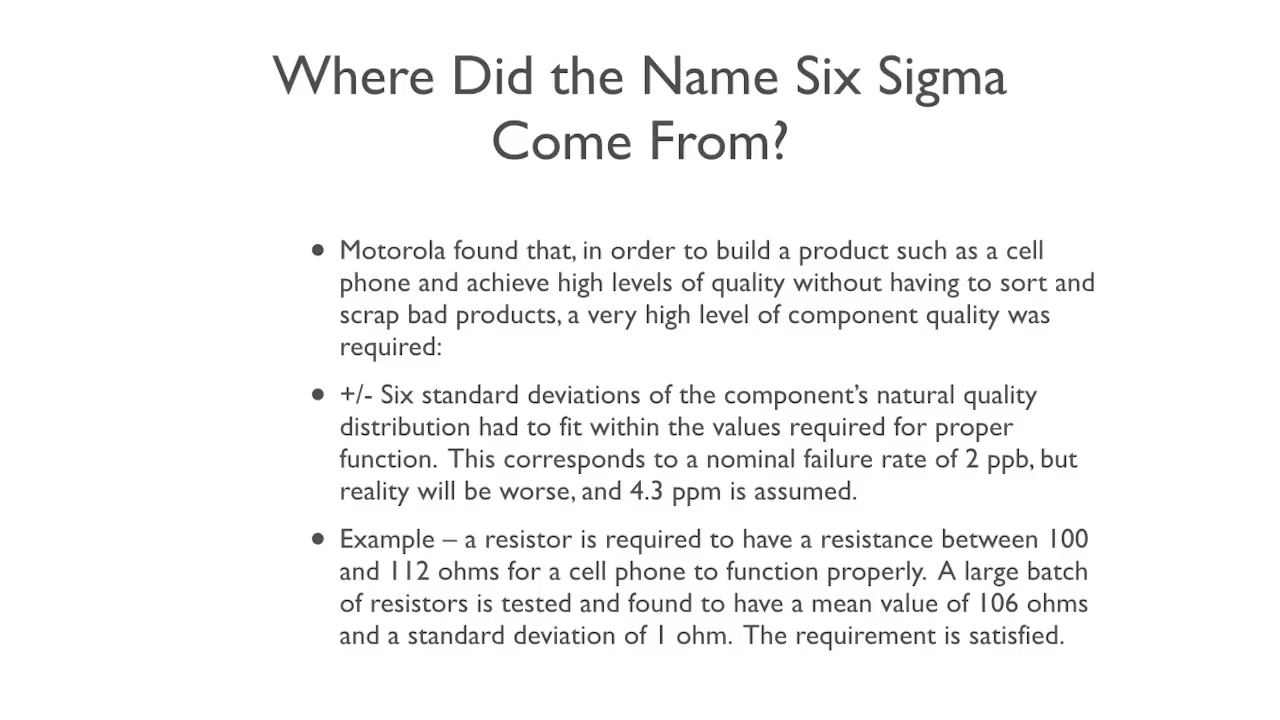 Where Did the Name Six Sigma
Come From?
• Motorola found that, in order to build a product such as a cell
phone and achieve high levels of quality without having to sort and
scrap bad products, a very high level of component quality was
required:
• +/- Six standard deviations of the component’s natural quality
distribution had to fit within the values required for proper
function. This corresponds to a nominal failure rate of 2 ppb, but
reality will be worse, and 4.3 ppm is assumed.
• Example – a resistor is required to have a resistance between 100
and 112 ohms for a cell phone to function properly. A large batch
of resistors is tested and found to have a mean value of 106 ohms
and a standard deviation of 1 ohm. The requirement is satisfied.